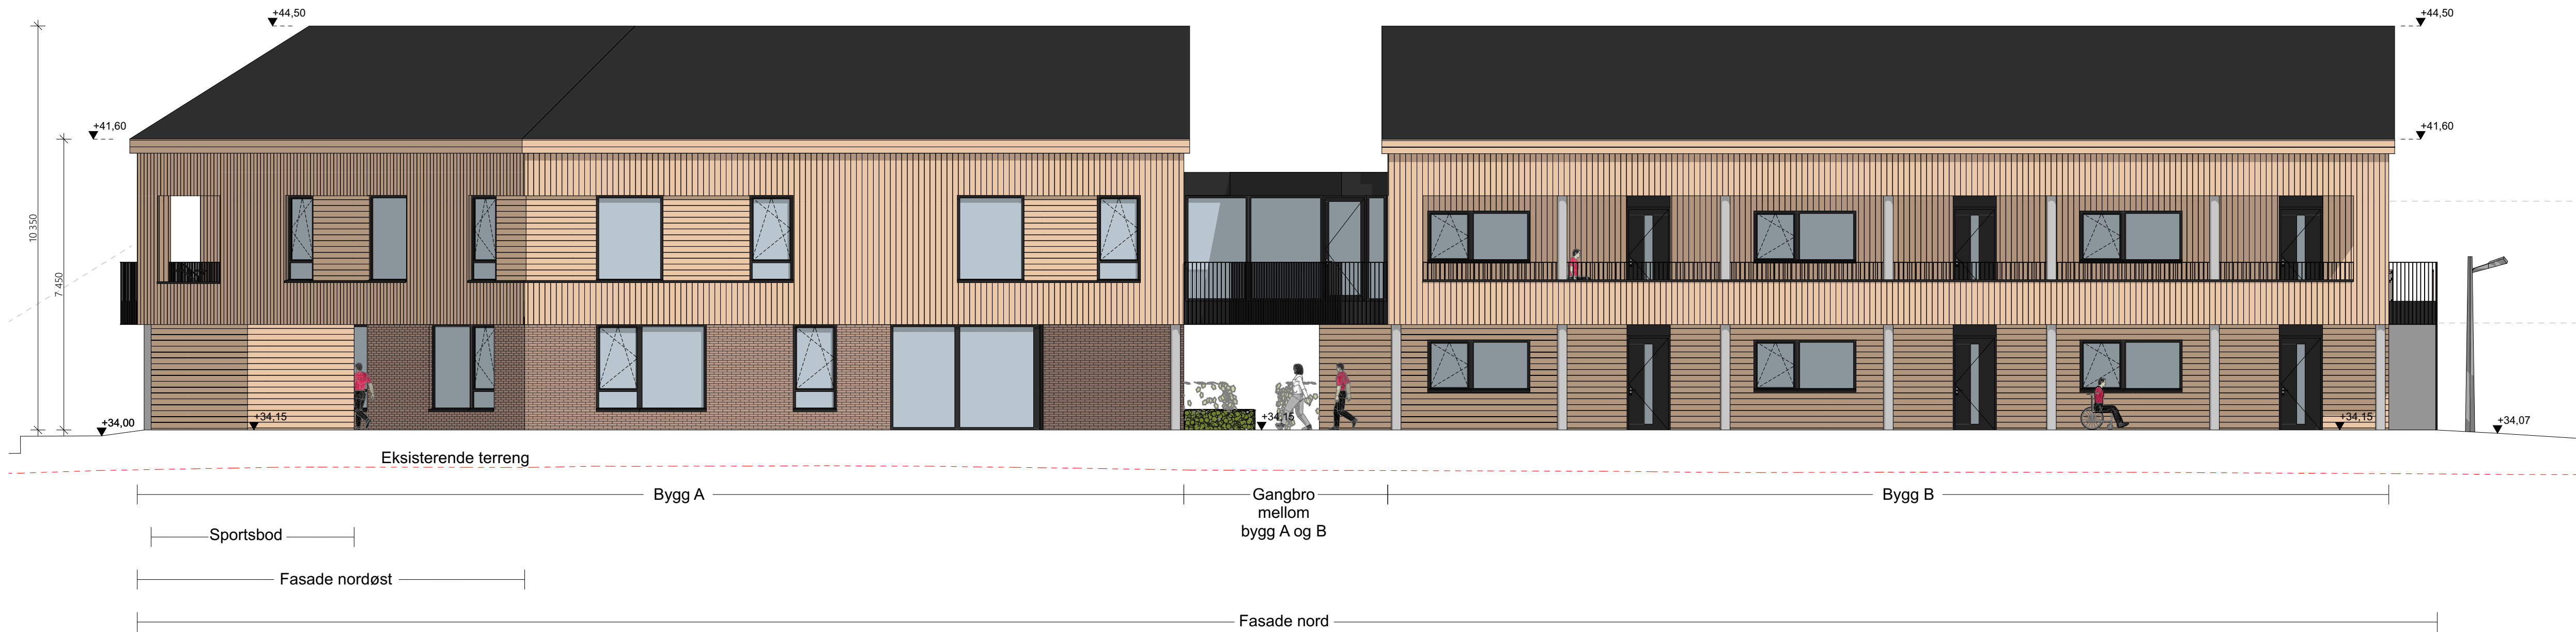 +44,50
+44,50
+41,60
+41,60
10 350
7 450
+34,00
+34,15
+34,15
+34,15
+34,07
Eksisterende terreng
Bygg A
Gangbro
mellom
bygg A og B
Bygg B
Sportsbod
Fasade nordøst
Fasade nord